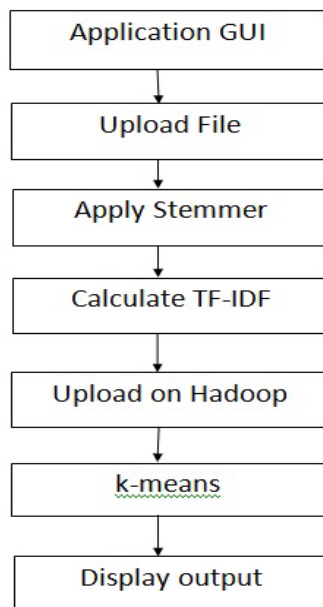 Application GUI
Upload File
Apply Stemmer
Calculate TF-IDF
Upload on Hadoop
k-means
Display output